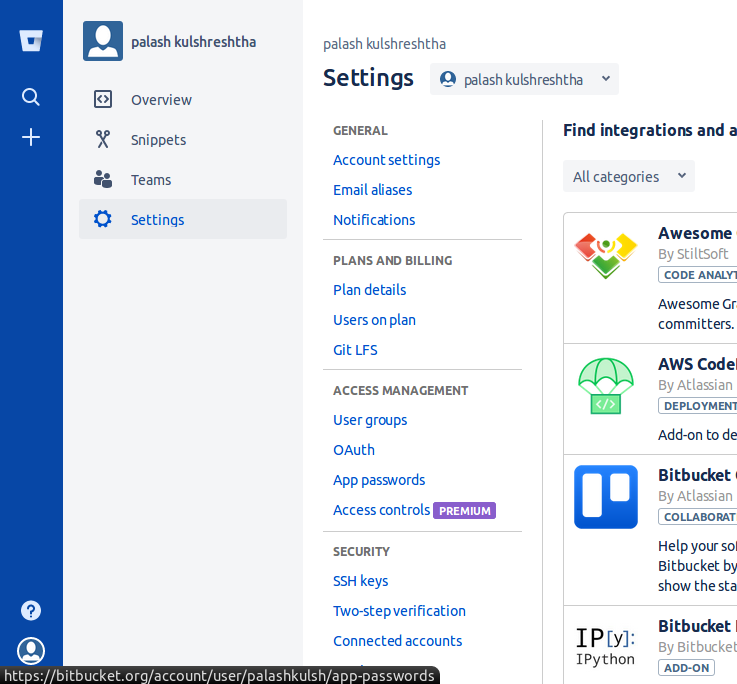 palash kulshreshtha
Overview
Snippets
Teams
Settings
palash kulshreshtha
Settings
palash kulshreshtha
GENERAL
Account settings
Email aliases
Notifications
PLANS AND BILLING
Plan details
Users on plan
Git LFS
ACCESS MANAGEMENT
User groups
OAuth
App passwords
Access controls PREMIUM
SECURITY
SSH keys
Two-step verification
Connected accounts
Find integrations and a
All categories
Awesome
By StiltSoft
CODE ANALYT
Awesome Gra
committers.
AWS Code
By Atlassian
DEPLOYMENT
Add-on to de
Bitbucket
By Atlassian
COLLABORAT
Help your so
Bitbucket by
show the sta
IP[y]:
IPython
Bitbucket
By Bitbucket
ADD-ON
https://bitbucket.org/account/user/palashkulsh/app-passwords